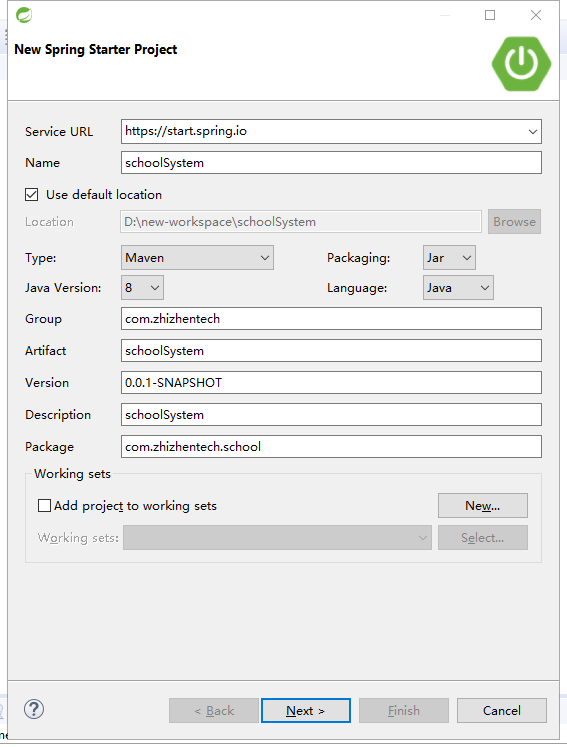 New Spring Starter Project
Service URL https://start.spring.io
Name schoolSystem
Use default location
Location D:\new-workspace\schoolSystem Browse
Type: Maven Packaging: Jar
Java Version: 8 Language: Java
Group com.zhizhentech
Artifact schoolSystem
Version 0.0.1-SNAPSHOT
Description schoolSystem
Package com.zhizhentech.school
Working sets
Add project to working sets New...
Working sets: Select...
? < Back Next > Finish Cancel